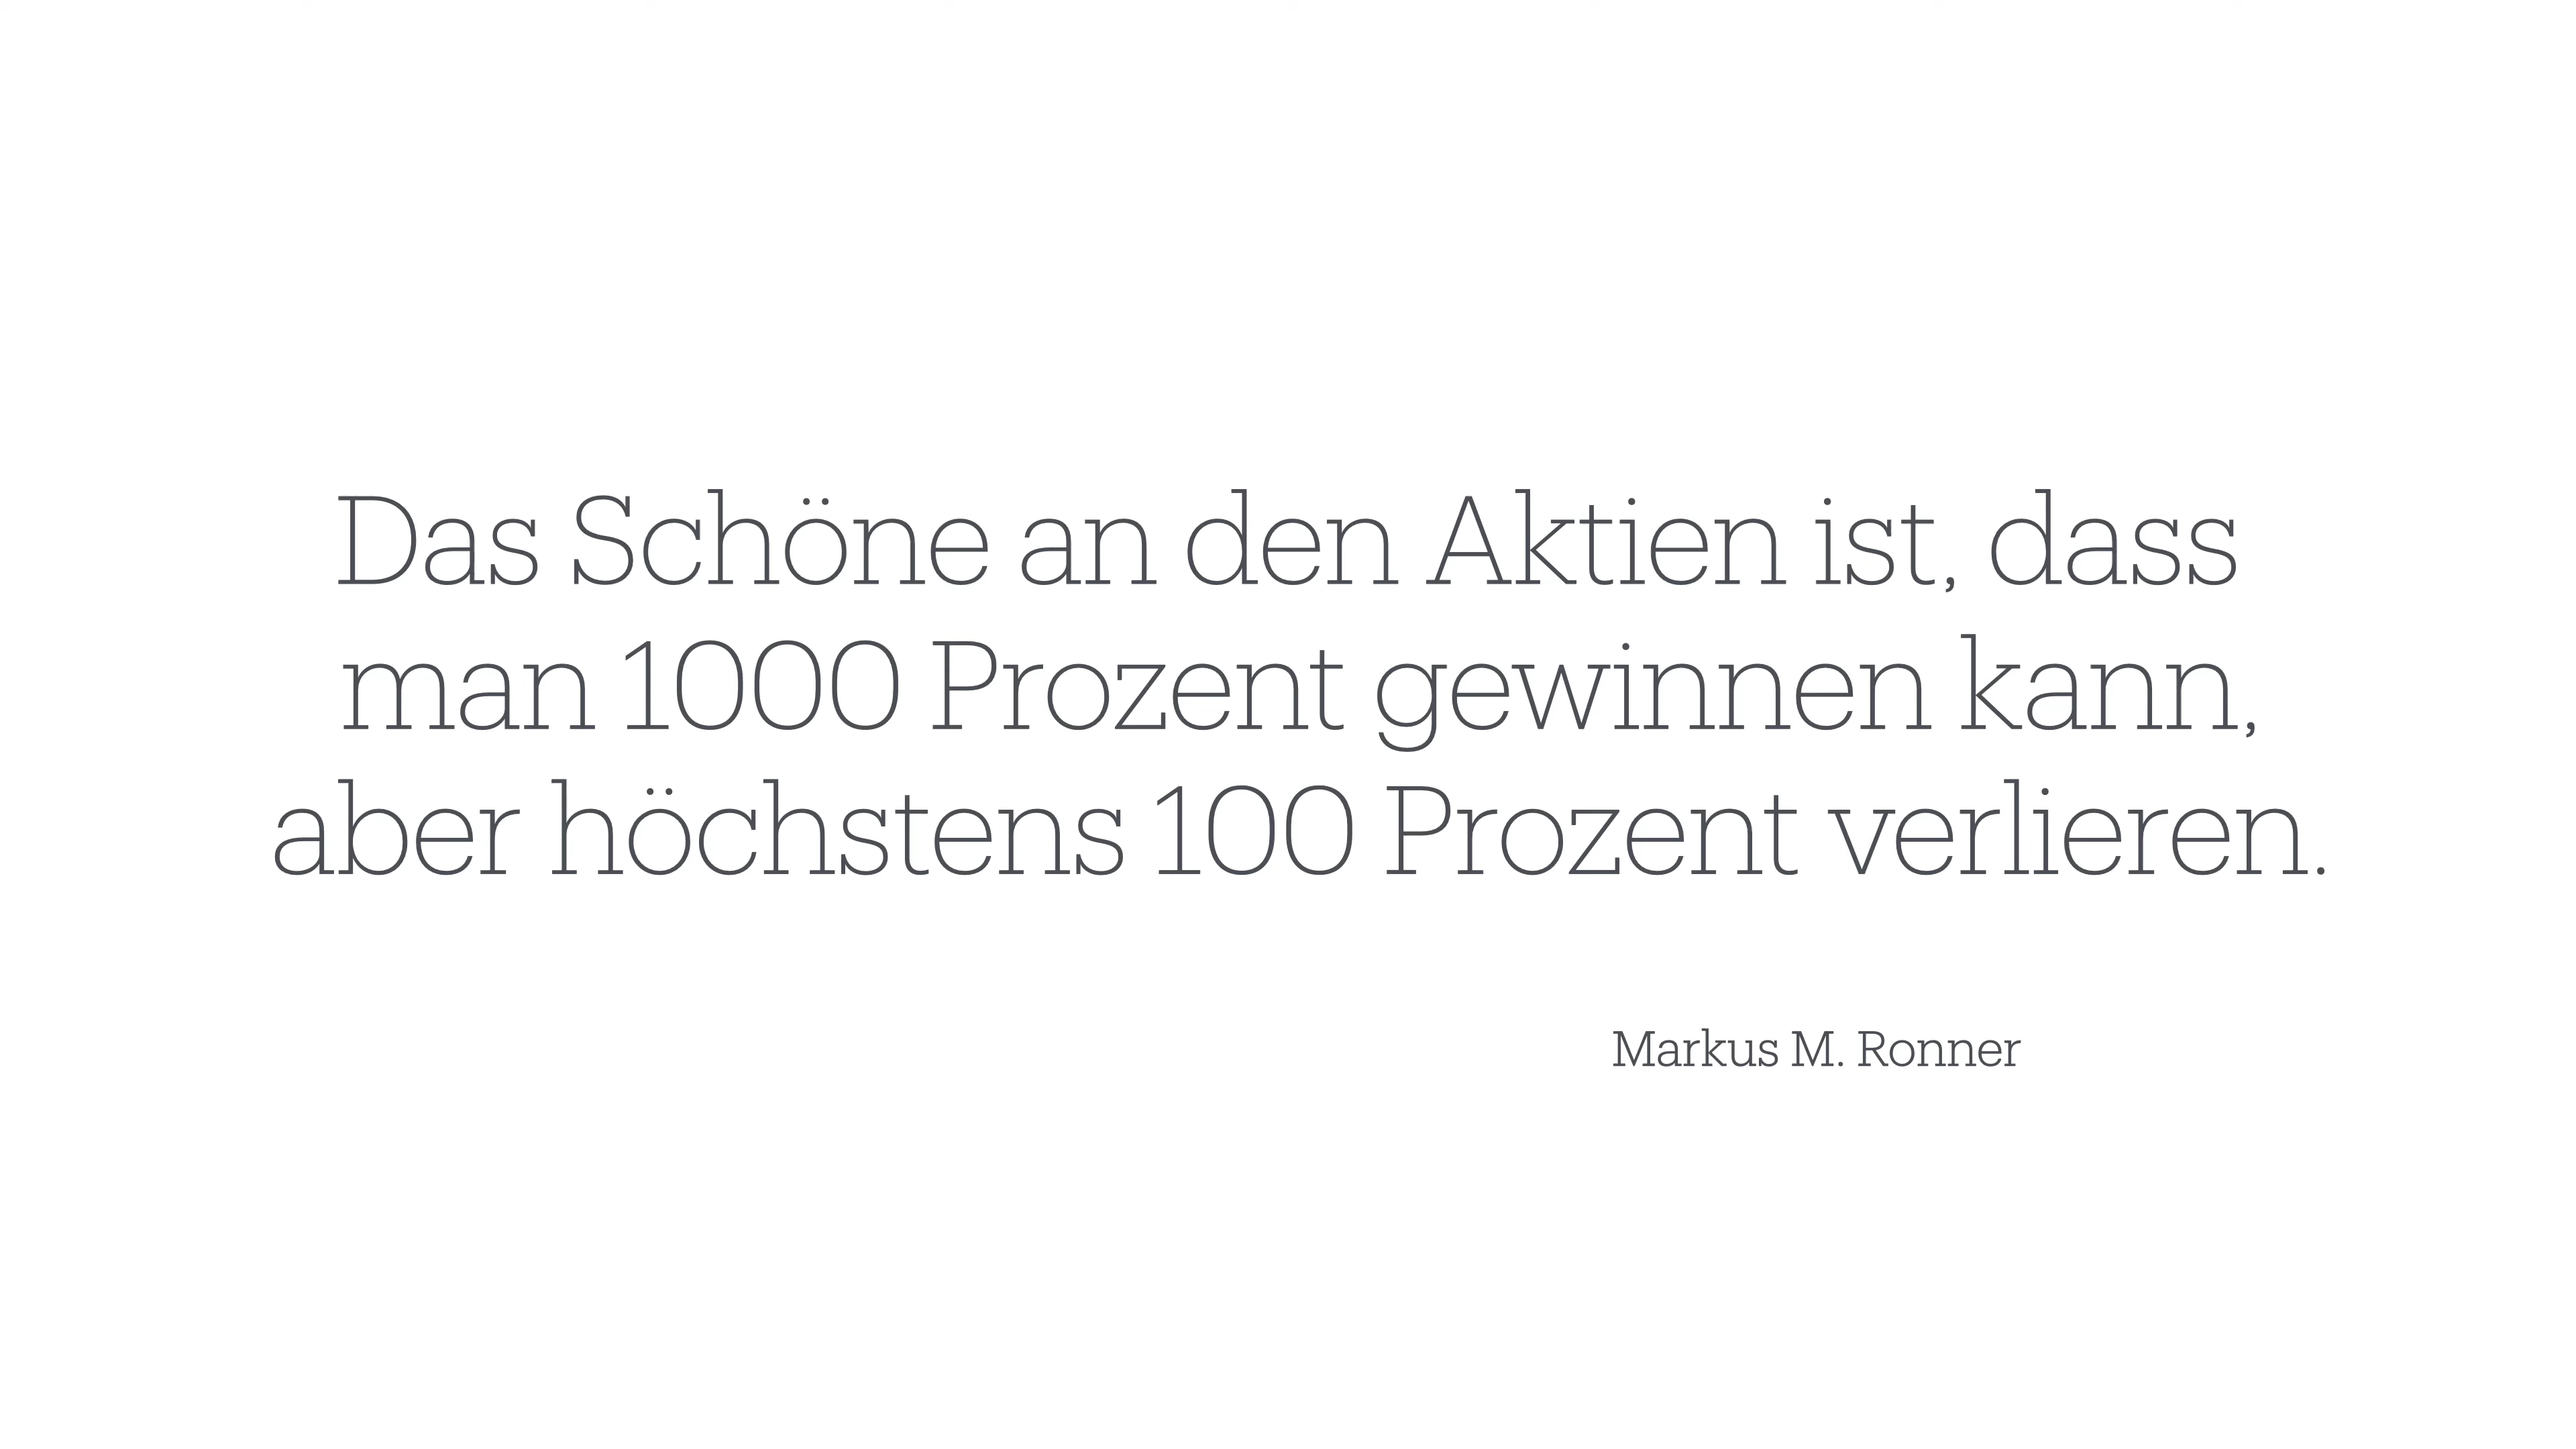 Das Schöne an den Aktien ist, dass
man 1000 Prozent gewinnen kann,
aber höchstens 100 Prozent verlieren.
Markus M. Ronner